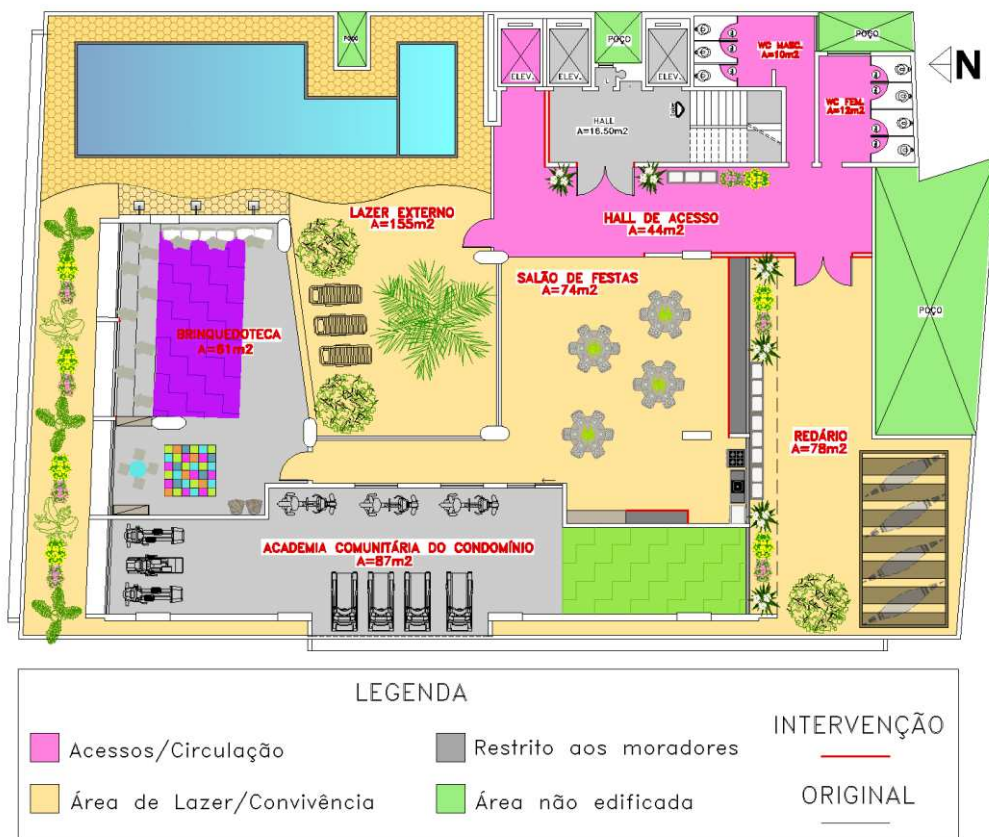 POÇO
ELEV.
ELEV.
POÇO
ELEV.
WC MASC.
A=10m2
POÇO
N
WC FEM.
A=12m2
HALL
A=16.50m2
LAZER EXTERNO
A=155m2
HALL DE ACESSO
A=44m2
SALÃO DE FESTAS
A=74m2
POÇO
BRINQUEDOTECA
A=61m2
REDÁRIO
A=78m2
ACADEMIA COMUNITÁRIA DO CONDOMÍNIO
A=87m2
LEGENDA
Acessos/Circulação
Restrito aos moradores
INTERVENÇÃO
Área de Lazer/Convivência
Área não edificada
ORIGINAL